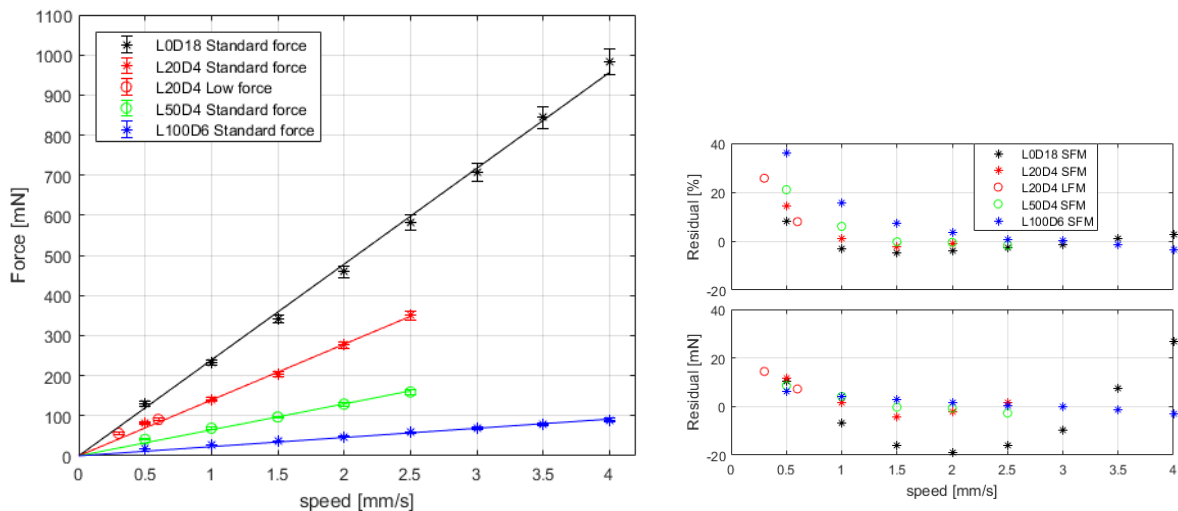 1100
1000
900
800
700
600
500
400
300
200
100
0
Force [mN]
L0D18 Standard force
L20D4 Standard force
L20D4 Low force
L50D4 Standard force
L100D6 Standard force
0 0.5 1 1.5 2 2.5 3 3.5 4
speed [mm/s]
40
20
0
-20
Residual [%]
L0D18 SFM
L20D4 SFM
L20D4 LFM
L50D4 SFM
L100D6 SFM
40
20
0
-20
Residual [mN]
0 0.5 1 1.5 2 2.5 3 3.5 4
speed [mm/s]